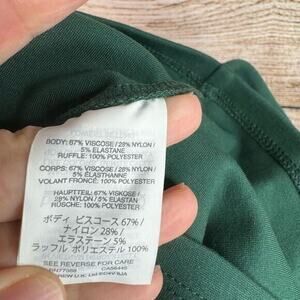 BODY: 67% VISCOSE / 28% NYLON /
5% ELASTANE
RUFFLE: 100% POLYESTER
CORPS: 67% VISCOSE / 28% NYLON /
5% ÉLASTHANNE
VOLANT FRONCÉ: 100% POLYESTER
HAUPTTEIL: 67% VISKOSE
/ 28% NYLON / 5% ELASTAN
RÜSCHE: 100% POLYESTER
ボディ ビスコース 67%/
ナイロン 28%/
エラステーン 5%
ラッフル ポリエステル 100%
SEE REVERSE FOR CARE
CA56445